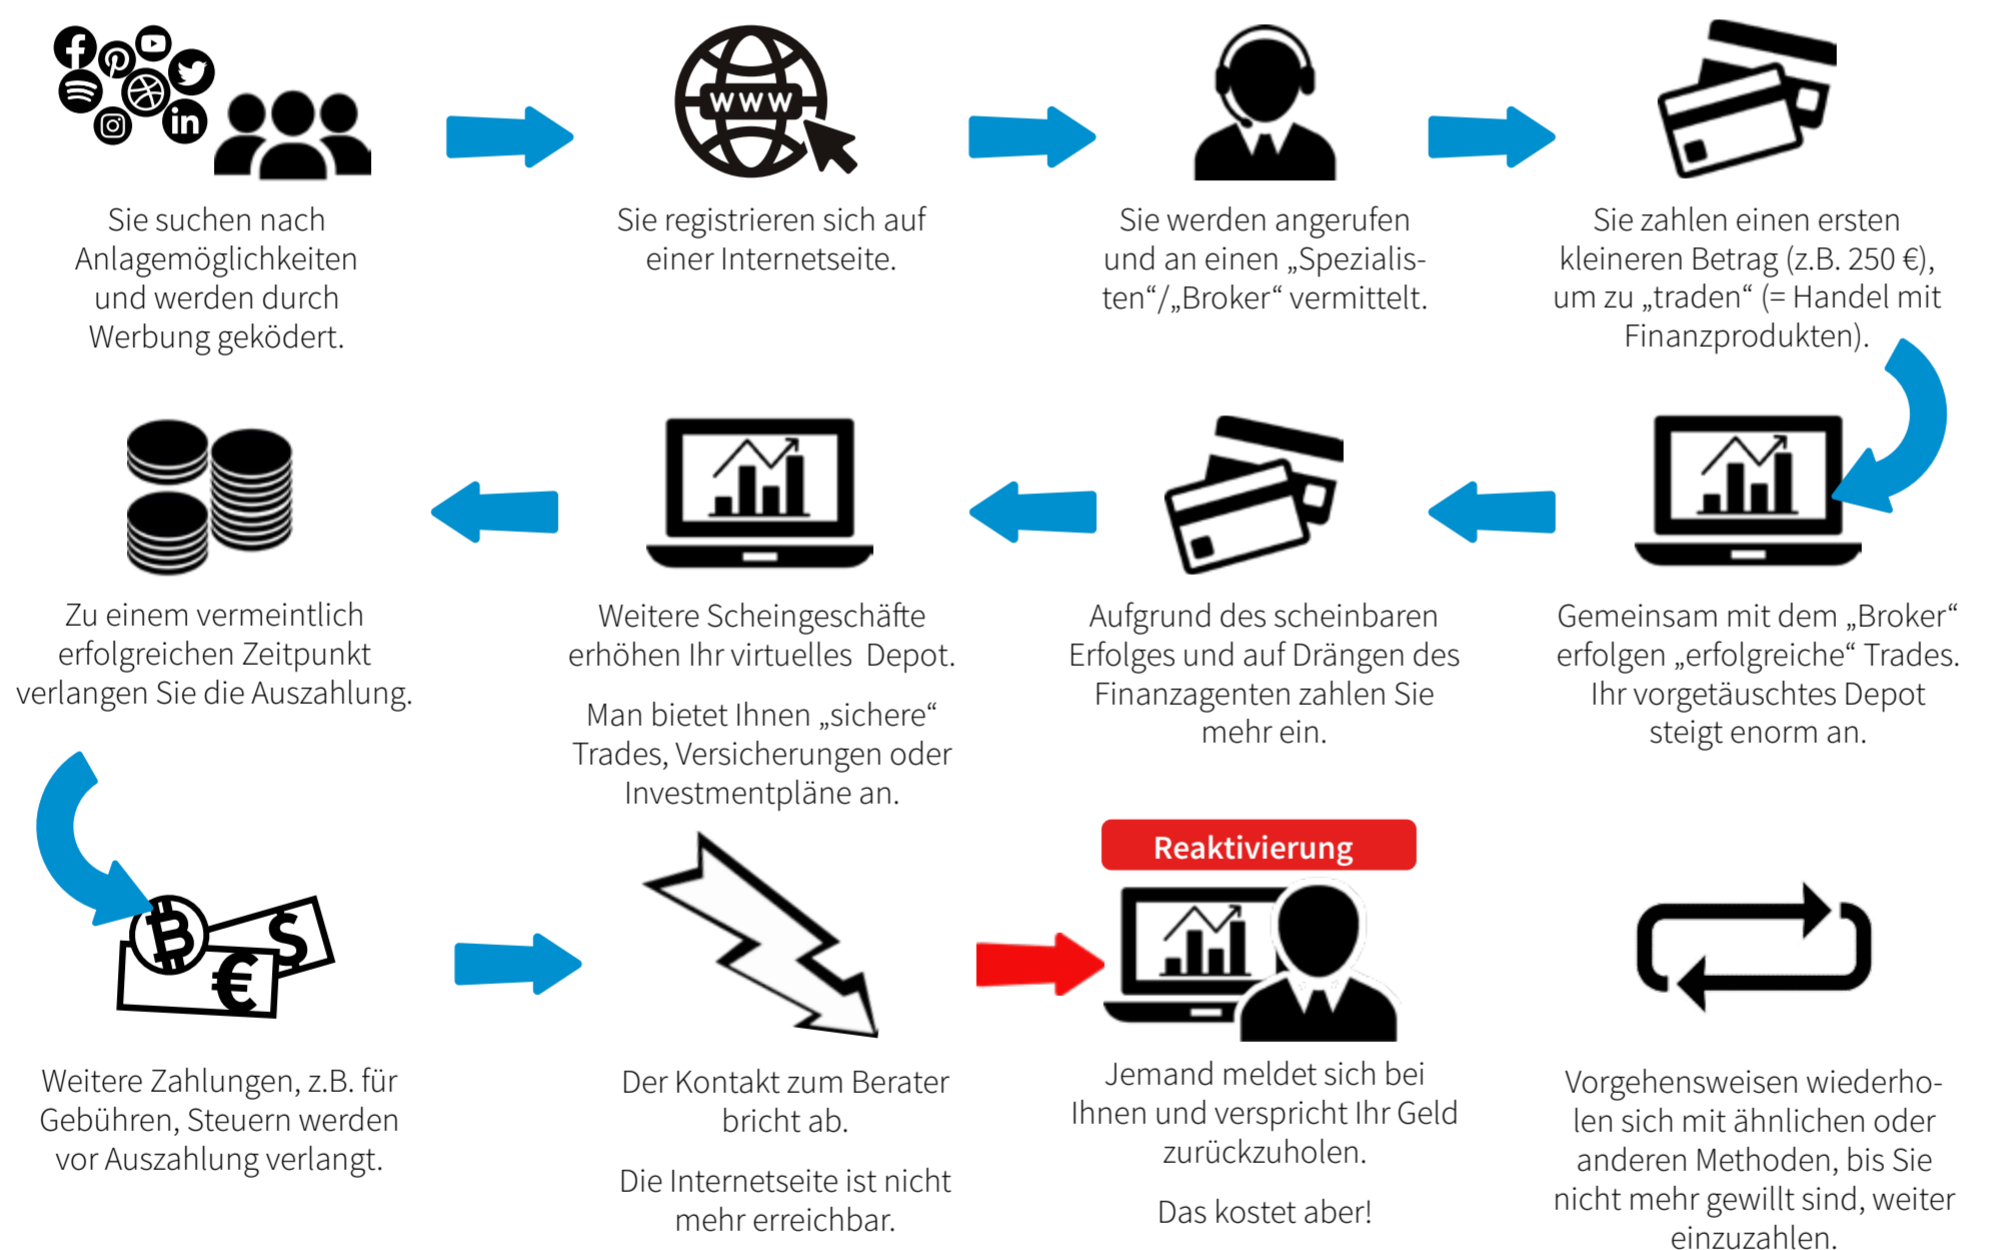 Sie suchen nach
Anlagemöglichkeiten
und werden durch
Werbung geködert.
www
Sie registrieren sich auf
einer Internetseite.
Sie werden angerufen
und an einen „Spezialis-
ten“/„Broker“ vermittelt.
Sie zahlen einen ersten
kleineren Betrag (z.B. 250 €),
um zu „traden“ (= Handel mit
Finanzprodukten).
Gemeinsam mit dem „Broker“
erfolgen „erfolgreiche“ Trades.
Ihr vorgetäuschtes Depot
steigt enorm an.
Aufgrund des scheinbaren
Erfolges und auf Drängen des
Finanzagenten zahlen Sie
mehr ein.
Weitere Scheingeschäfte
erhöhen Ihr virtuelles Depot.
Man bietet Ihnen „sichere“
Trades, Versicherungen oder
Investmentpläne an.
Zu einem vermeintlich
erfolgreichen Zeitpunkt
verlangen Sie die Auszahlung.
Weitere Zahlungen, z.B. für
Gebühren, Steuern werden
vor Auszahlung verlangt.
Der Kontakt zum Berater
bricht ab.
Die Internetseite ist nicht
mehr erreichbar.
Reaktivierung
Jemand meldet sich bei
Ihnen und verspricht Ihr Geld
zurückzuholen.
Das kostet aber!
Vorgehensweisen wiederho-
len sich mit ähnlichen oder
anderen Methoden, bis Sie
nicht mehr gewillt sind, weiter
einzuzahlen.